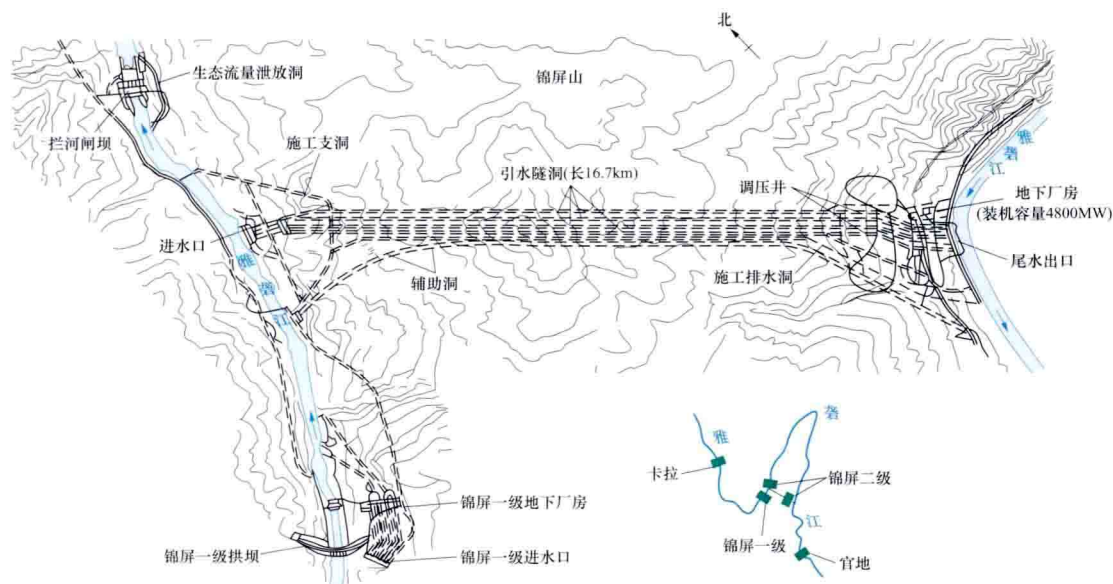 北
生态流量泄放洞
锦屏山
拦河闸坝
施工支洞
引水隧洞(长16.7km)
调压井
雅砻江
地下厂房
(装机容量4800MW)
进水口
雅砻江
辅助洞
施工排水洞
尾水出口
锦屏一级地下厂房
锦屏一级拱坝
锦屏一级进水口
雅
砻
卡拉
锦屏二级
江
锦屏一级
官地